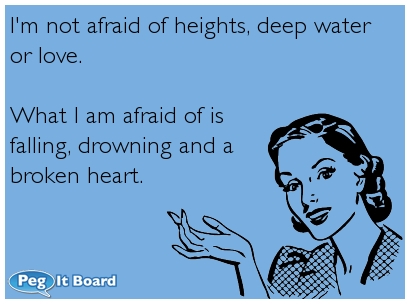 I'm not afraid of heights, deep water
or love.
What I am afraid of is
falling, drowning and a
broken heart.
Peg It Board